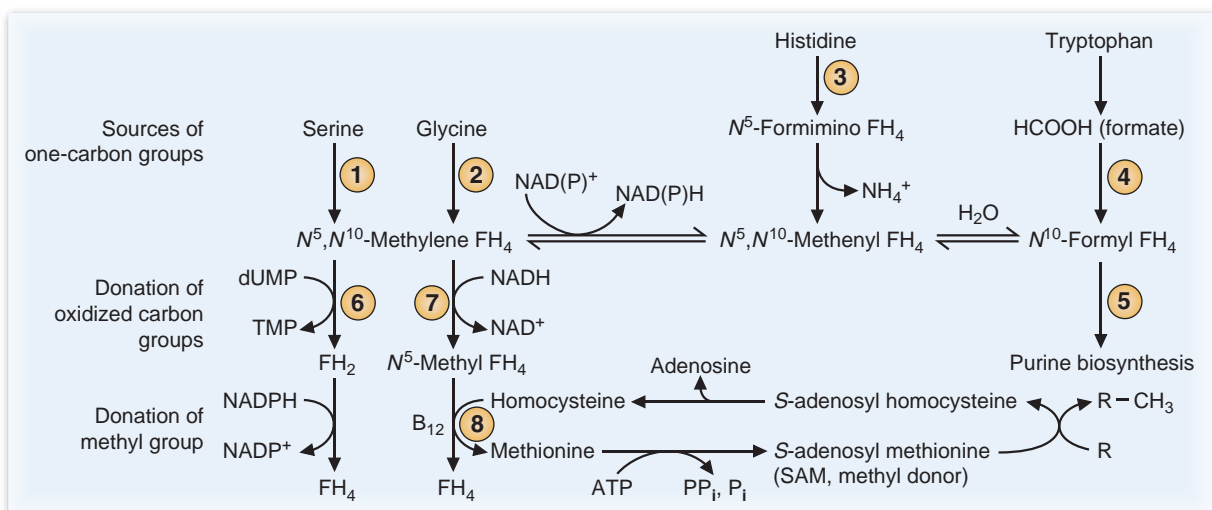 Histidine
Tryptophan
3
Sources of
one-carbon groups
Serine
Glycine
N⁵-Formimino FH₄
HCOOH (formate)
1
2
NAD(P)⁺
NAD(P)H
NH₄⁺
4
H₂O
N⁵,N¹⁰-Methylene FH₄
N⁵,N¹⁰-Methenyl FH₄
N¹⁰-Formyl FH₄
Donation of
oxidized carbon
groups
dUMP
6
TMP
NADH
7
NAD⁺
5
FH₂
N⁵-Methyl FH₄
Adenosine
Purine biosynthesis
Donation of
methyl group
NADPH
NADP⁺
B₁₂
8
Homocysteine
S-adenosyl homocysteine
R–CH₃
Methionine
S-adenosyl methionine
(SAM, methyl donor)
R
FH₄
FH₄
ATP
PPᵢ, Pᵢ